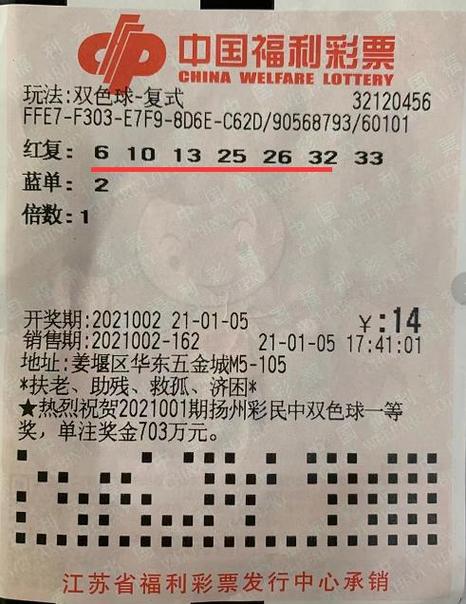 中国福利彩票
CHINA WELFARE LOTTERY
玩法:双色球-复式 32120456
FFE7-F303-E7F9-8D6E-C62D/90568793/60101
红复: 6 10 13 25 26 32 33
蓝单: 2
倍数:1
开奖期:2021002 21-01-05 ￥:14
销售期:2021002-162 21-01-05 17:41:01
地址:姜堰区华东五金城M5-105
*扶老、助残、救孤、济困*
★热烈祝贺2021001期扬州彩民中双色球一等
奖，单注奖金703万元。
江苏省福利彩票发行中心承销